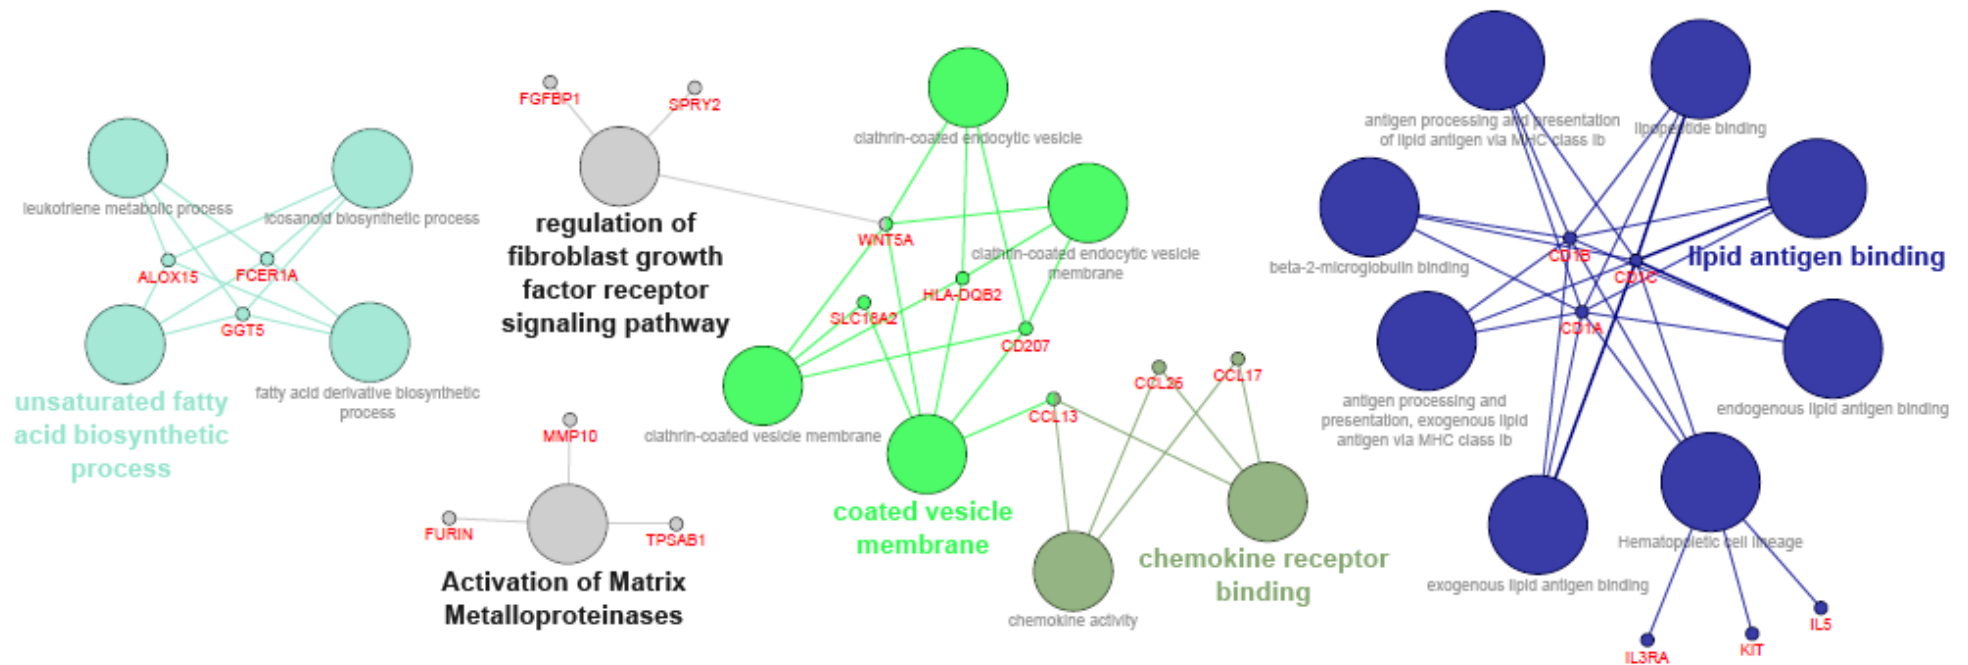 leukotriene metabolic process
icosanoid biosynthetic process
ALOX15
FCER1A
GGT5
unsaturated fatty
acid biosynthetic
process
fatty acid derivative biosynthetic
process
FGFBP1
SPRY2
regulation of
fibroblast growth
factor receptor
signaling pathway
MMP10
FURIN
TPSAB1
Activation of Matrix
Metalloproteinases
clathrin-coated endocytic vesicle
WNT5A
clathrin-coated endocytic vesicle
membrane
HLA-DQB2
SLC18A2
CD207
clathrin-coated vesicle membrane
coated vesicle
membrane
CCL13
CCL26
CCL17
chemokine receptor
binding
chemokine activity
antigen processing and presentation
of lipid antigen via MHC class Ib
lipopeptide binding
beta-2-microglobulin binding
CD1B
CD1C
CD1A
lipid antigen binding
antigen processing and
presentation, exogenous lipid
antigen via MHC class Ib
endogenous lipid antigen binding
exogenous lipid antigen binding
Hematopoietic cell lineage
IL3RA
KIT
IL5